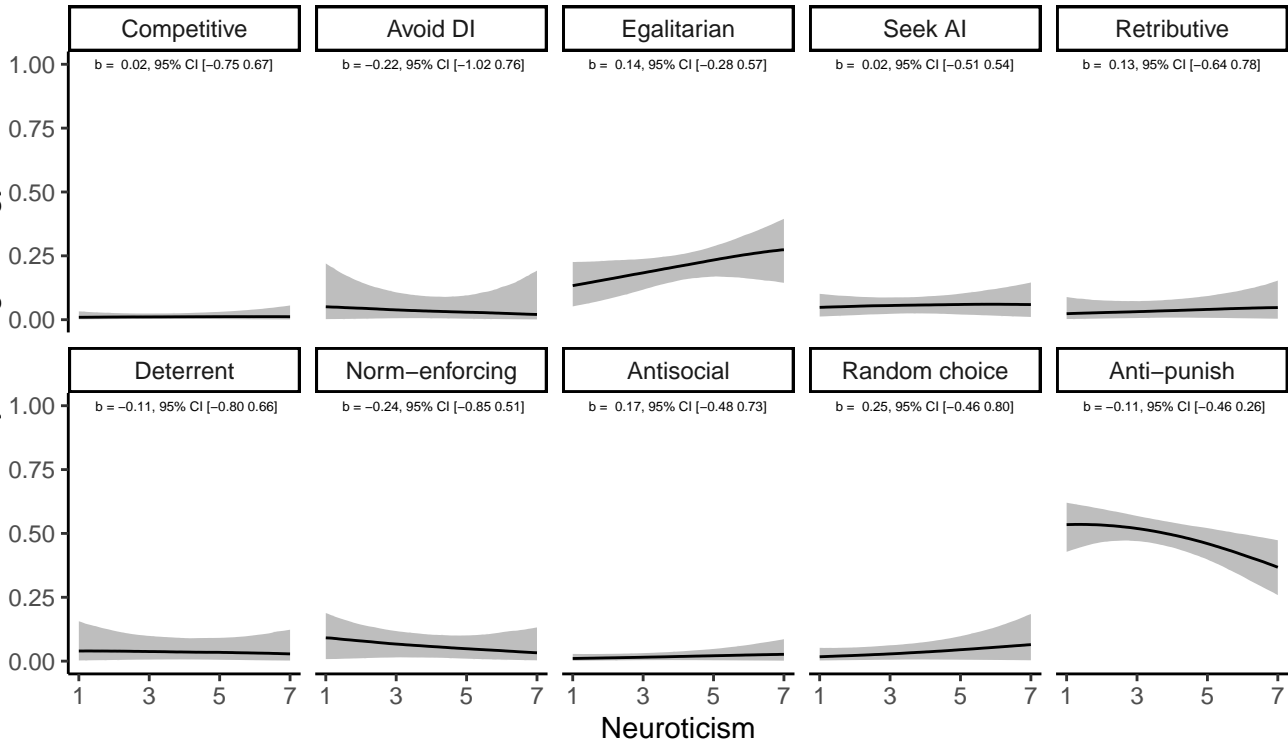 Competitive
Avoid DI
Egalitarian
Seek AI
Retributive
b = 0.02, 95% CI [−0.75 0.67]
b = −0.22, 95% CI [−1.02 0.76]
b = 0.14, 95% CI [−0.28 0.57]
b = 0.02, 95% CI [−0.51 0.54]
b = 0.13, 95% CI [−0.64 0.78]
1.00
0.75
0.50
0.25
0.00
Deterrent
Norm−enforcing
Antisocial
Random choice
Anti−punish
b = −0.11, 95% CI [−0.80 0.66]
b = −0.24, 95% CI [−0.85 0.51]
b = 0.17, 95% CI [−0.48 0.73]
b = 0.25, 95% CI [−0.46 0.80]
b = −0.11, 95% CI [−0.46 0.26]
1.00
0.75
0.50
0.25
0.00
1 3 5 7
1 3 5 7
1 3 5 7
1 3 5 7
1 3 5 7
Neuroticism